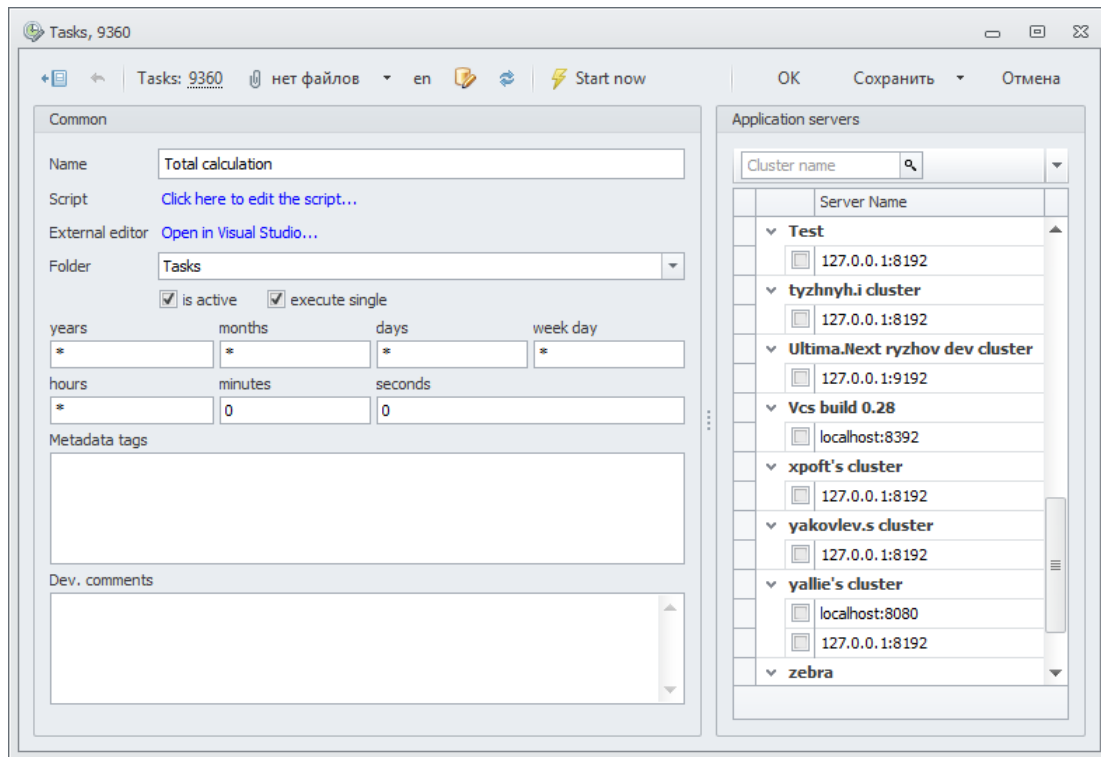 Tasks, 9360
Tasks: 9360 нет файлов en Start now OK Сохранить Отмена
Common
Name Total calculation
Script Click here to edit the script...
External editor Open in Visual Studio...
Folder Tasks
is active execute single
years months days week day
* * * *
hours minutes seconds
* 0 0
Metadata tags
Dev. comments
Application servers
Cluster name
Server Name
Test
127.0.0.1:8192
tyzhnyh.i cluster
127.0.0.1:8192
Ultima.Next ryzhov dev cluster
127.0.0.1:9192
Vcs build 0.28
localhost:8392
xpoft's cluster
127.0.0.1:8192
yakovlev.s cluster
127.0.0.1:8192
yallie's cluster
localhost:8080
127.0.0.1:8192
zebra